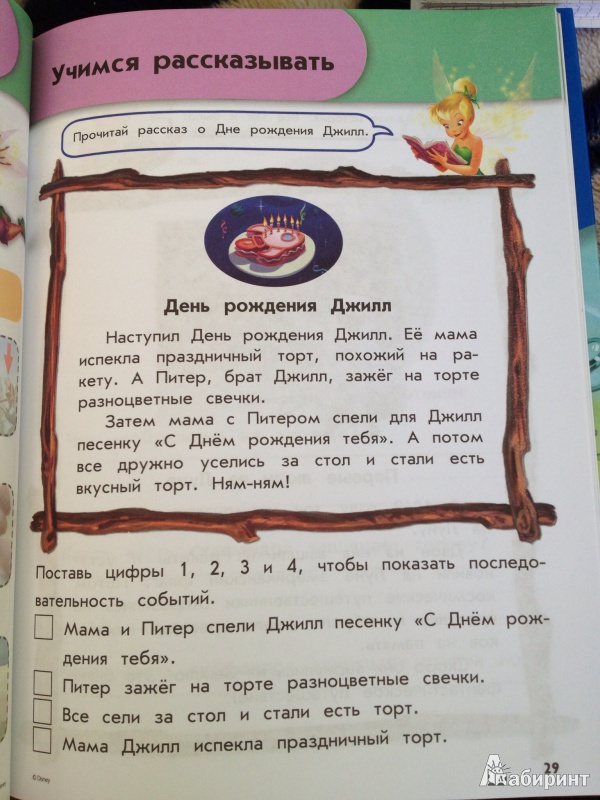 Учимся рассказывать
Прочитай рассказ о Дне рождения Джилл.
День рождения Джилл
Наступил День рождения Джилл. Её мама
испекла праздничный торт, похожий на ра-
кету. А Питер, брат Джилл, зажёг на торте
разноцветные свечки.
Затем мама с Питером спели для Джилл
песенку «С Днём рождения тебя». А потом
все дружно уселись за стол и стали есть
вкусный торт. Ням-ням!
Поставь цифры 1, 2, 3 и 4, чтобы показать последо-
вательность событий.
Мама и Питер спели Джилл песенку «С Днём рож-
дения тебя».
Питер зажёг на торте разноцветные свечки.
Все сели за стол и стали есть торт.
Мама Джилл испекла праздничный торт.
© Disney
29
Лабиринт